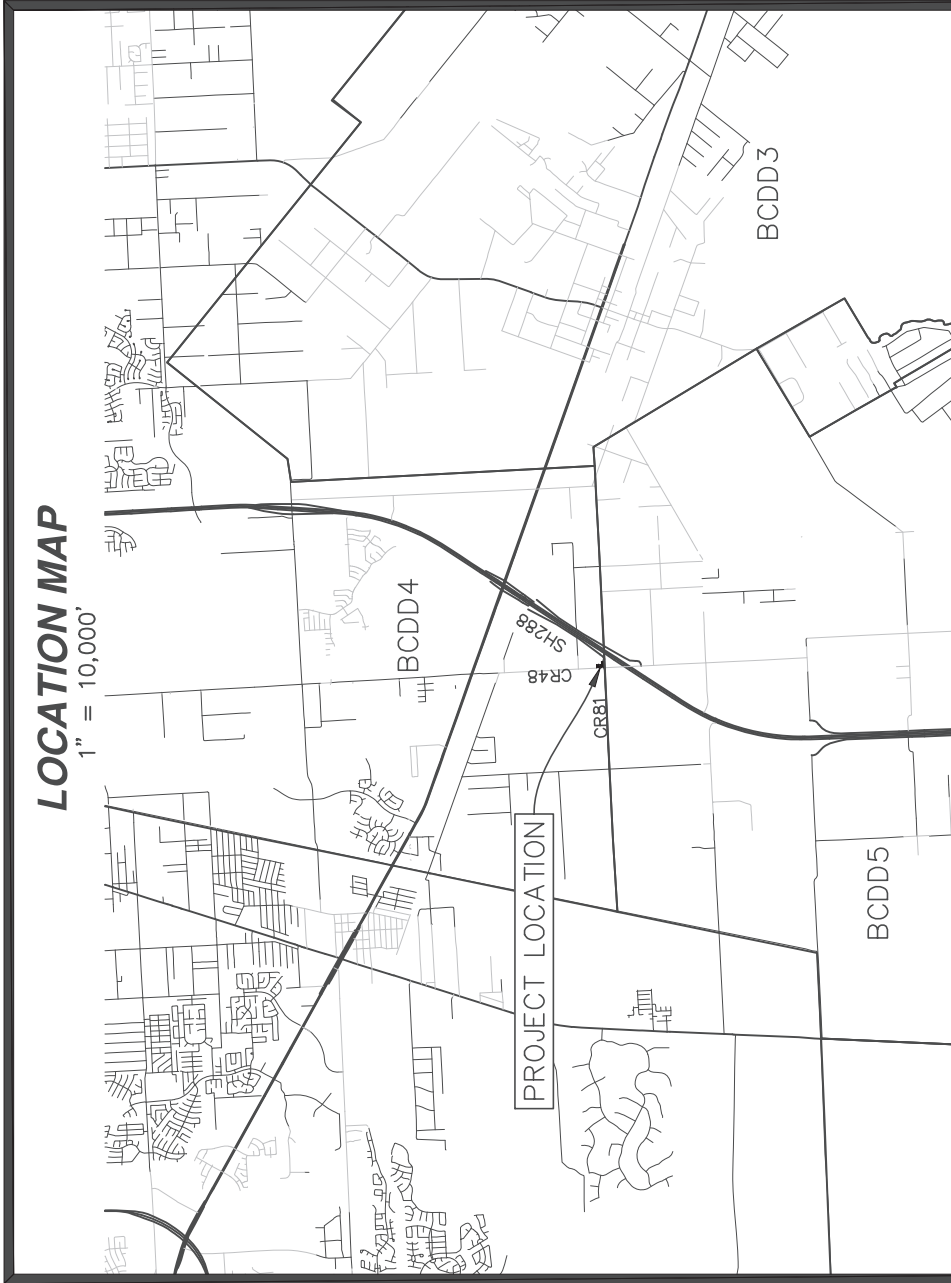 LOCATION MAP
1" = 10,000'
BCDD4
BCDD3
SH288
CR48
CR81
PROJECT LOCATION
BCDD5